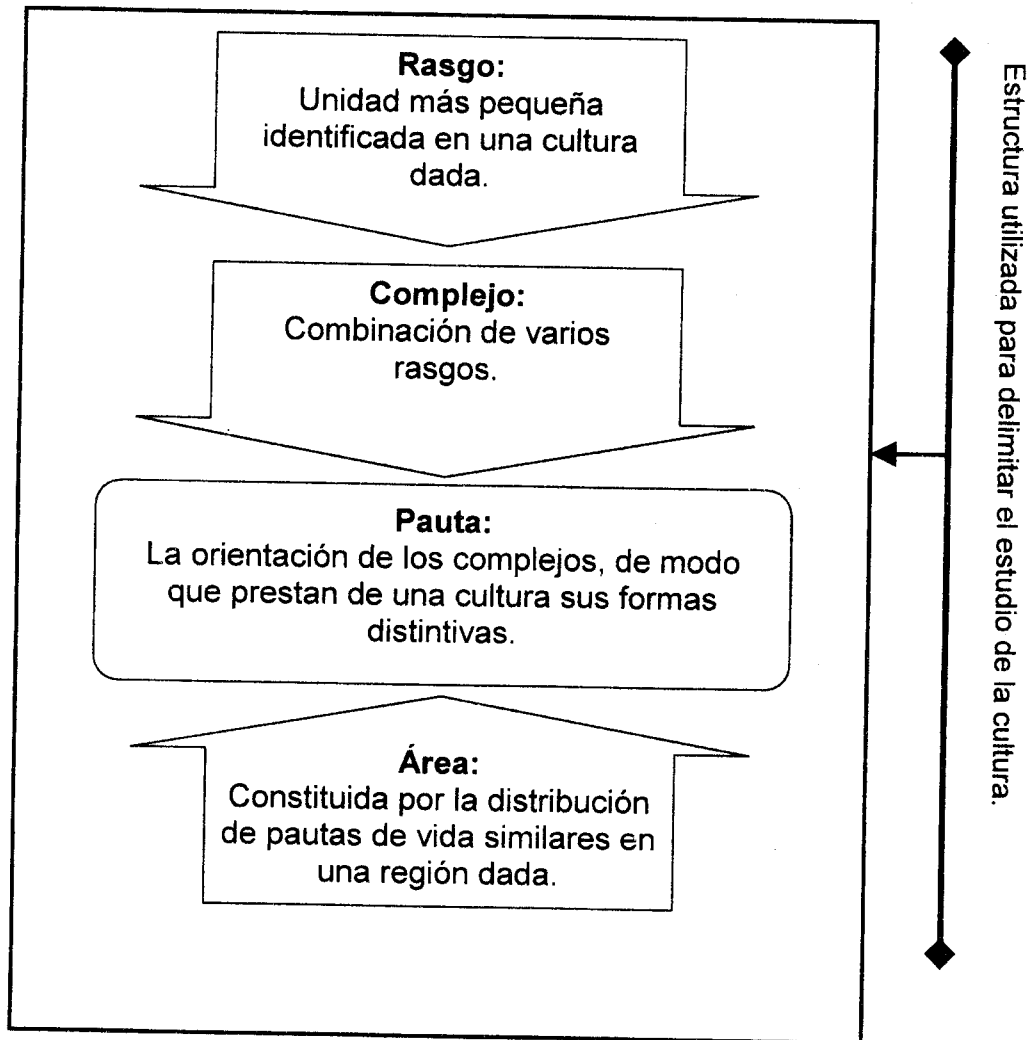 Rasgo:
Unidad más pequeña
identificada en una cultura
dada.
Complejo:
Combinación de varios
rasgos.
Pauta:
La orientación de los complejos, de modo
que prestan de una cultura sus formas
distintivas.
Área:
Constituida por la distribución
de pautas de vida similares en
una región dada.
Estructura utilizada para delimitar el estudio de la cultura.